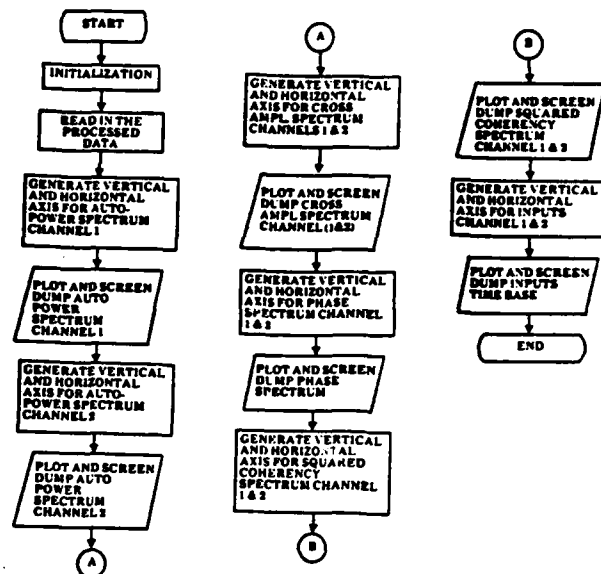 START
INITIALIZATION
READ IN THE
PROCESSED
DATA
GENERATE VERTICAL
AND HORIZONTAL
AXIS FOR AUTO-
POWER SPECTRUM
CHANNEL 1
PLOT AND SCREEN
DUMP AUTO
POWER
SPECTRUM
CHANNEL 1
GENERATE VERTICAL
AND HORIZONTAL
AXIS FOR AUTO-
POWER SPECTRUM
CHANNEL 2
PLOT AND SCREEN
DUMP AUTO
POWER
SPECTRUM
CHANNEL 2
A
A
GENERATE VERTICAL
AND HORIZONTAL
AXIS FOR CROSS
AMPL. SPECTRUM
CHANNELS 1 & 2
PLOT AND SCREEN
DUMP CROSS
AMPL SPECTRUM
CHANNEL (1&2)
GENERATE VERTICAL
AND HORIZONTAL
AXIS FOR PHASE
SPECTRUM CHANNEL
1 & 2
PLOT AND SCREEN
DUMP PHASE
SPECTRUM
GENERATE VERTICAL
AND HORIZONTAL
AXIS FOR SQUARED
COHERENCY
SPECTRUM CHANNEL
1 & 2
B
B
PLOT AND SCREEN
DUMP SQUARED
COHERENCY
SPECTRUM
CHANNEL 1 & 2
GENERATE VERTICAL
AND HORIZONTAL
AXIS FOR INPUTS
CHANNEL 1 & 2
PLOT AND SCREEN
DUMP INPUTS
TIME BASE
END